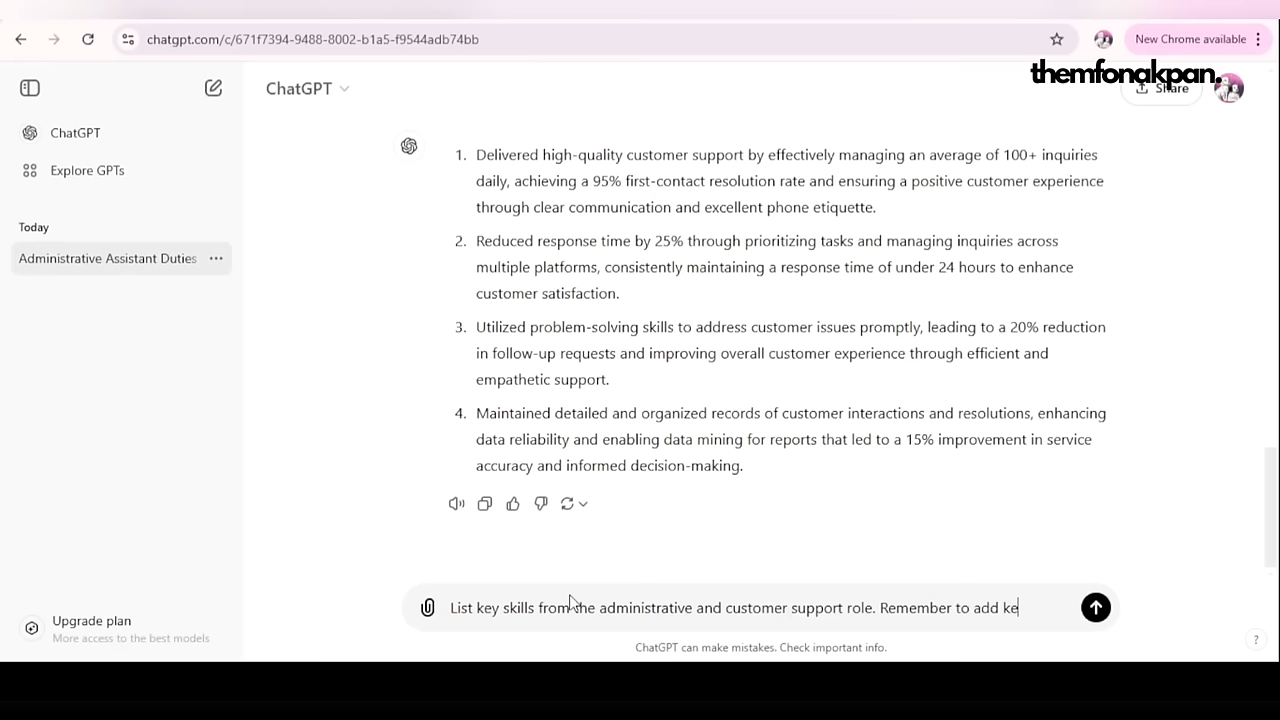 chatgpt.com/c/671f7394-9488-8002-b1a5-f9544adb74bb
New Chrome available
themfonakpan.
ChatGPT
Share
ChatGPT
Explore GPTs
Today
Administrative Assistant Duties
1. Delivered high-quality customer support by effectively managing an average of 100+ inquiries
daily, achieving a 95% first-contact resolution rate and ensuring a positive customer experience
through clear communication and excellent phone etiquette.
2. Reduced response time by 25% through prioritizing tasks and managing inquiries across
multiple platforms, consistently maintaining a response time of under 24 hours to enhance
customer satisfaction.
3. Utilized problem-solving skills to address customer issues promptly, leading to a 20% reduction
in follow-up requests and improving overall customer experience through efficient and
empathetic support.
4. Maintained detailed and organized records of customer interactions and resolutions, enhancing
data reliability and enabling data mining for reports that led to a 15% improvement in service
accuracy and informed decision-making.
List key skills from the administrative and customer support role. Remember to add ke
Upgrade plan
More access to the best models
ChatGPT can make mistakes. Check important info.
?